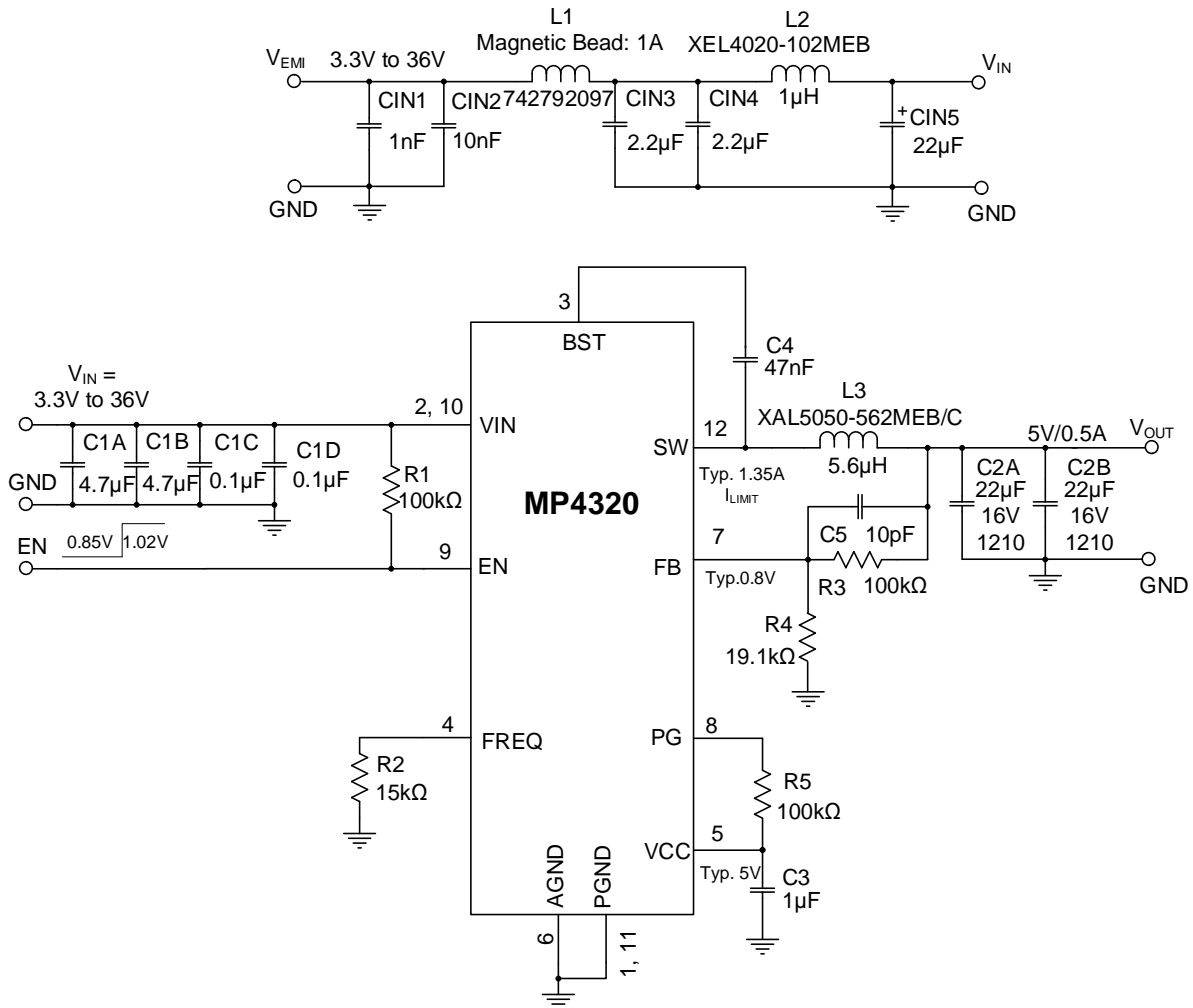 L1
Magnetic Bead: 1A
L2
XEL4020-102MEB
VEMI
3.3V to 36V
VIN
CIN1
CIN2
742792097
CIN3
CIN4
1µH
+
CIN5
1nF
10nF
2.2µF
2.2µF
22µF
GND
GND
3
BST
C4
47nF
VIN =
3.3V to 36V
2, 10
VIN
L3
XAL5050-562MEB/C
C1A
C1B
C1C
C1D
12
SW
5V/0.5A
VOUT
GND
4.7µF
4.7µF
0.1µF
0.1µF
R1
100kΩ
MP4320
Typ. 1.35A
ILIMIT
5.6µH
C2A
22µF
16V
1210
C2B
22µF
16V
1210
EN
0.85V
1.02V
9
EN
7
FB
Typ.0.8V
C5
10pF
R3
100kΩ
GND
R4
19.1kΩ
4
FREQ
8
PG
R2
15kΩ
R5
100kΩ
5
VCC
Typ. 5V
C3
1µF
AGND
PGND
6
1, 11